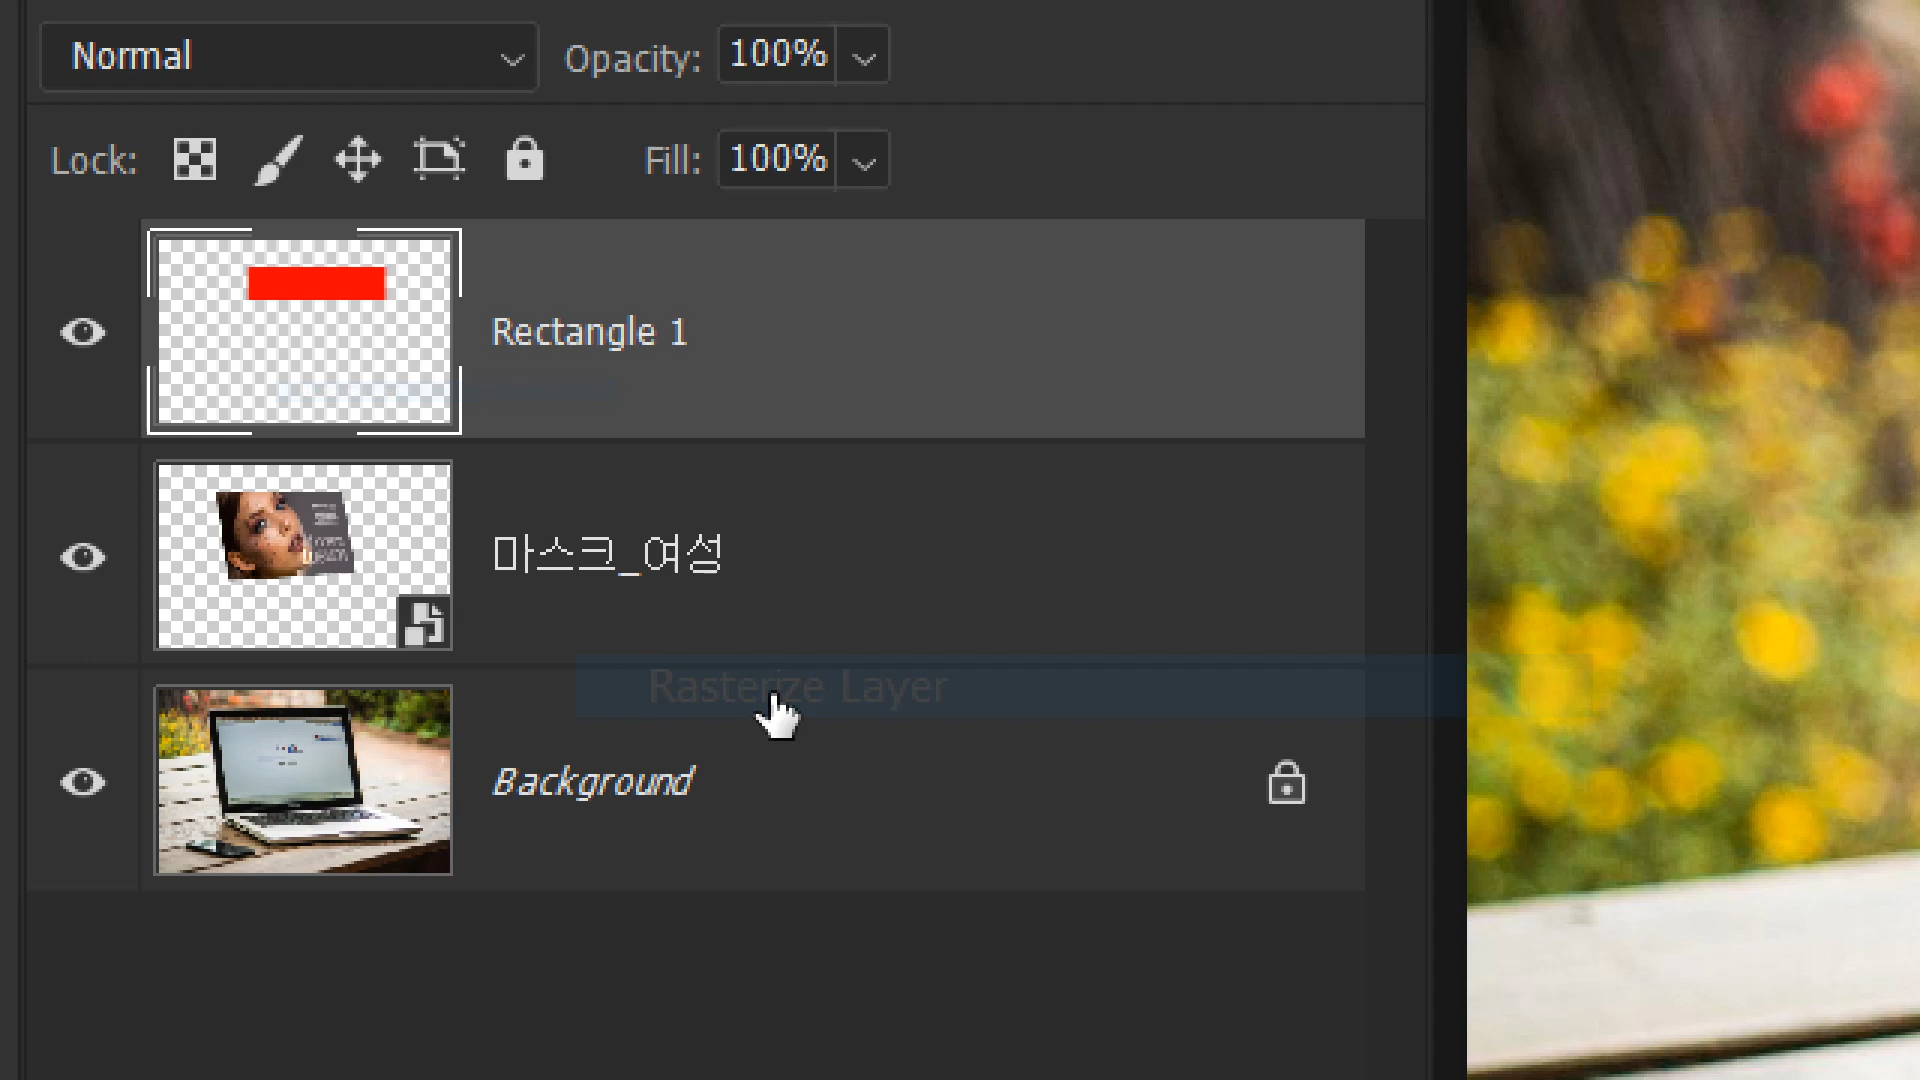 Normal
Opacity: 100%
Lock:
Fill: 100%
Rectangle 1
마스크_여성
Rasterize Layer
Background